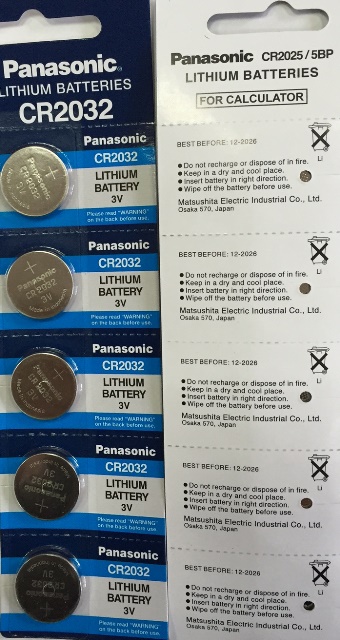 Panasonic
LITHIUM BATTERIES
CR2032
Panasonic
CR2032
LITHIUM
BATTERY
3V
Please read "WARNING"
on the back before use.
Panasonic
CR2032
LITHIUM
BATTERY
3V
Please read "WARNING"
on the back before use.
Panasonic
CR2032
LITHIUM
BATTERY
3V
Please read "WARNING"
on the back before use.
Panasonic
CR2032
LITHIUM
BATTERY
3V
Please read "WARNING"
on the back before use.
Panasonic
CR2032
LITHIUM
BATTERY
3V
Please read "WARNING"
on the back before use.
Panasonic CR2025/5BP
LITHIUM BATTERIES
FOR CALCULATOR
BEST BEFORE: 12-2026
Li
●Do not recharge or dispose of in fire.
●Keep in a dry and cool place.
●Insert battery in right direction.
●Wipe off the battery before use.
Matsushita Electric Industrial Co., Ltd.
Osaka 570, Japan
BEST BEFORE: 12-2026
Li
●Do not recharge or dispose of in fire.
●Keep in a dry and cool place.
●Insert battery in right direction.
●Wipe off the battery before use.
Matsushita Electric Industrial Co., Ltd.
Osaka 570, Japan
BEST BEFORE: 12-2026
Li
●Do not recharge or dispose of in fire.
●Keep in a dry and cool place.
●Insert battery in right direction.
●Wipe off the battery before use.
Matsushita Electric Industrial Co., Ltd.
Osaka 570, Japan
BEST BEFORE: 12-2026
Li
●Do not recharge or dispose of in fire.
●Keep in a dry and cool place.
●Insert battery in right direction.
●Wipe off the battery before use.
Matsushita Electric Industrial Co., Ltd.
Osaka 570, Japan
BEST BEFORE: 12-2026
Li
●Do not recharge or dispose of in fire.
●Keep in a dry and cool place.
●Insert battery in right direction.
●Wipe off the battery before use.
Matsushita Electric Industrial Co., Ltd.
Osaka 570, Japan